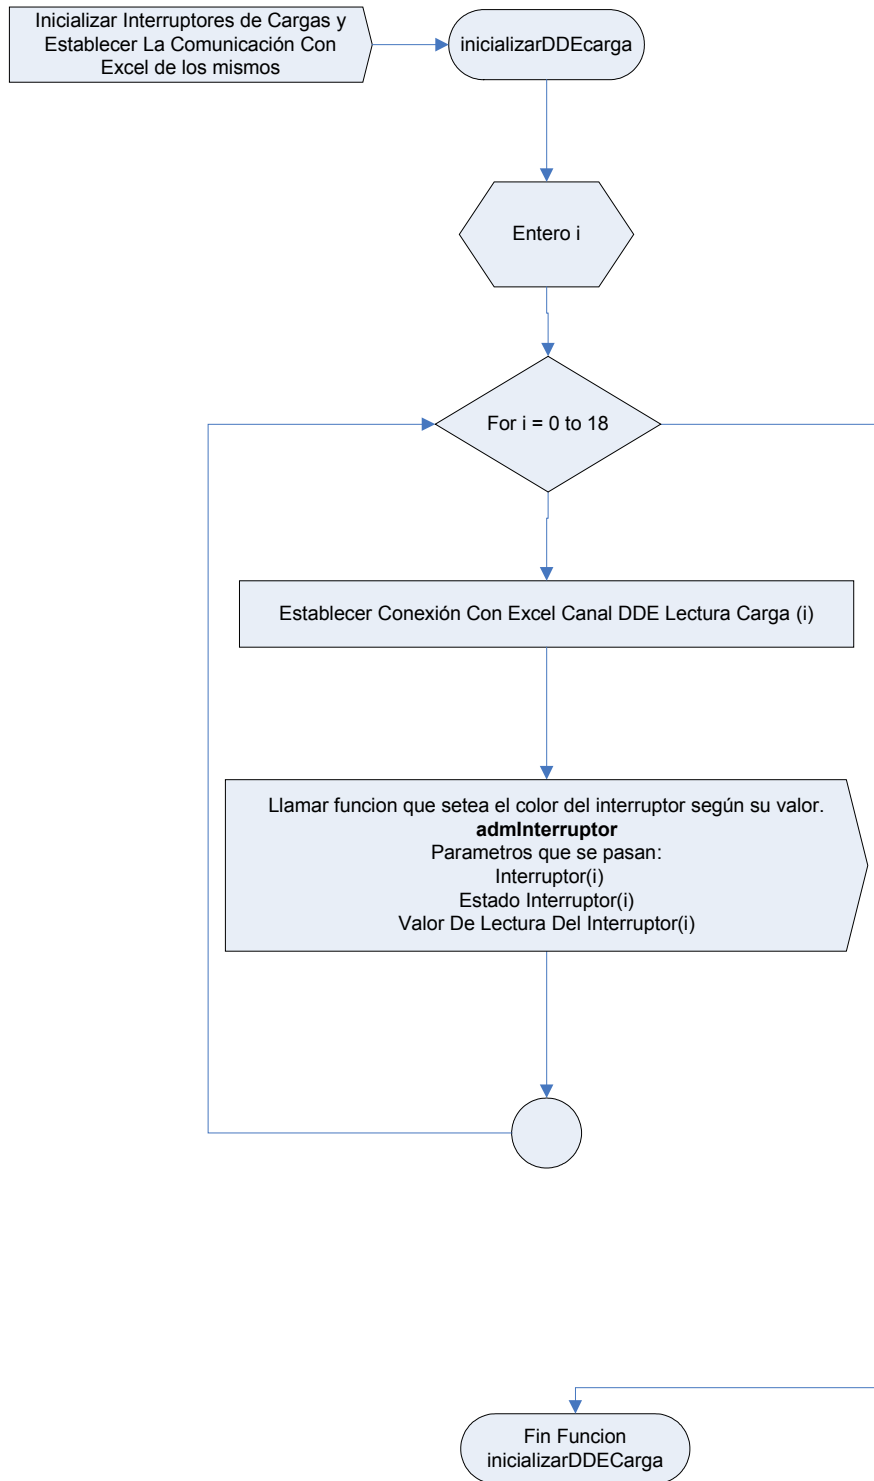 Inicializar Interruptores de Cargas y
Establecer La Comunicación Con
Excel de los mismos
inicializarDDEcarga
Entero i
For i = 0 to 18
Establecer Conexión Con Excel Canal DDE Lectura Carga (i)
Llamar funcion que setea el color del interruptor según su valor.
admInterruptor
Parametros que se pasan:
Interruptor(i)
Estado Interruptor(i)
Valor De Lectura Del Interruptor(i)
Fin Funcion
inicializarDDECarga